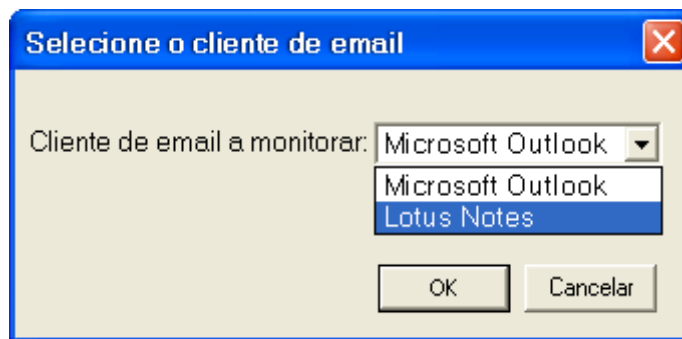 Selecione o cliente de email
Cliente de email a monitorar: Microsoft Outlook
Microsoft Outlook
Lotus Notes
OK Cancelar